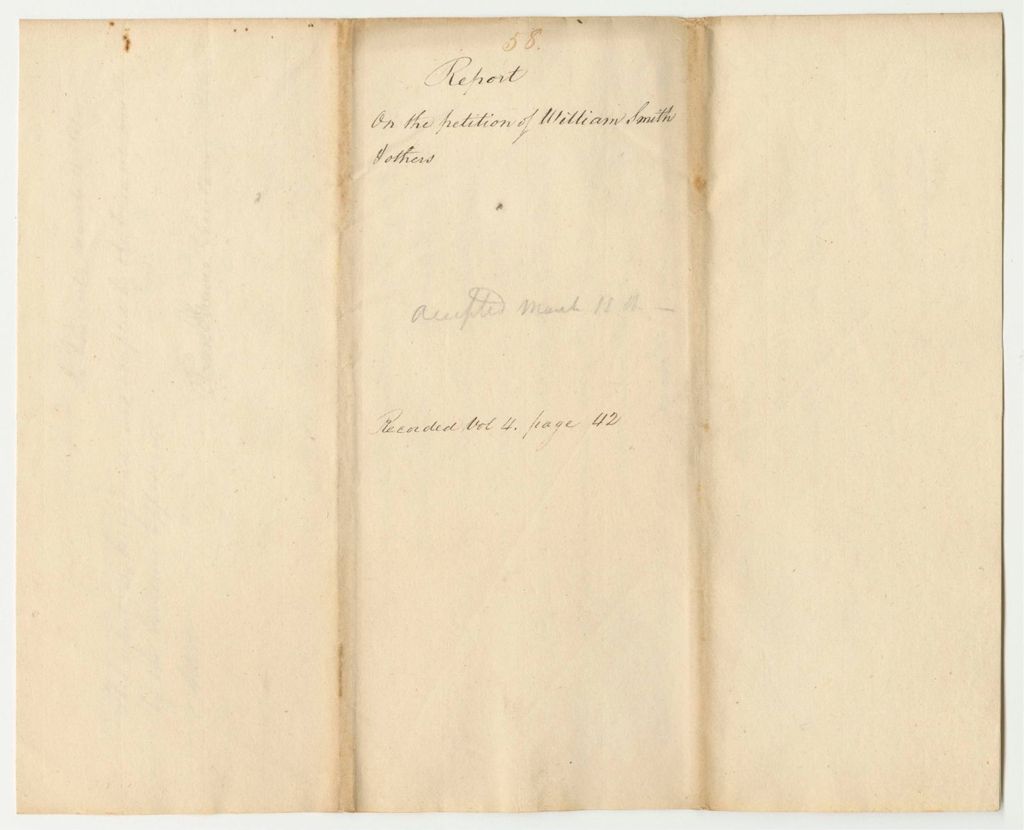 58.
Report
On the petition of William Smith
& others
Accepted March 11th
Recorded Vol 4. page 42